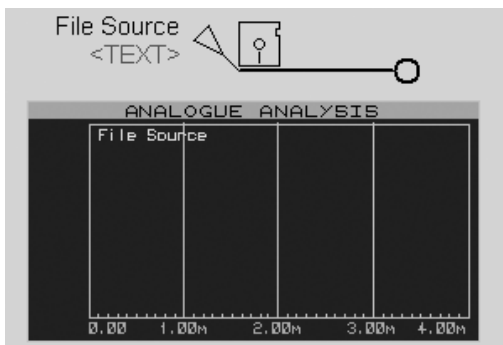 File Source
<TEXT>
ANALOGUE ANALYSIS
File Source
0.00 1.00m 2.00m 3.00m 4.00m